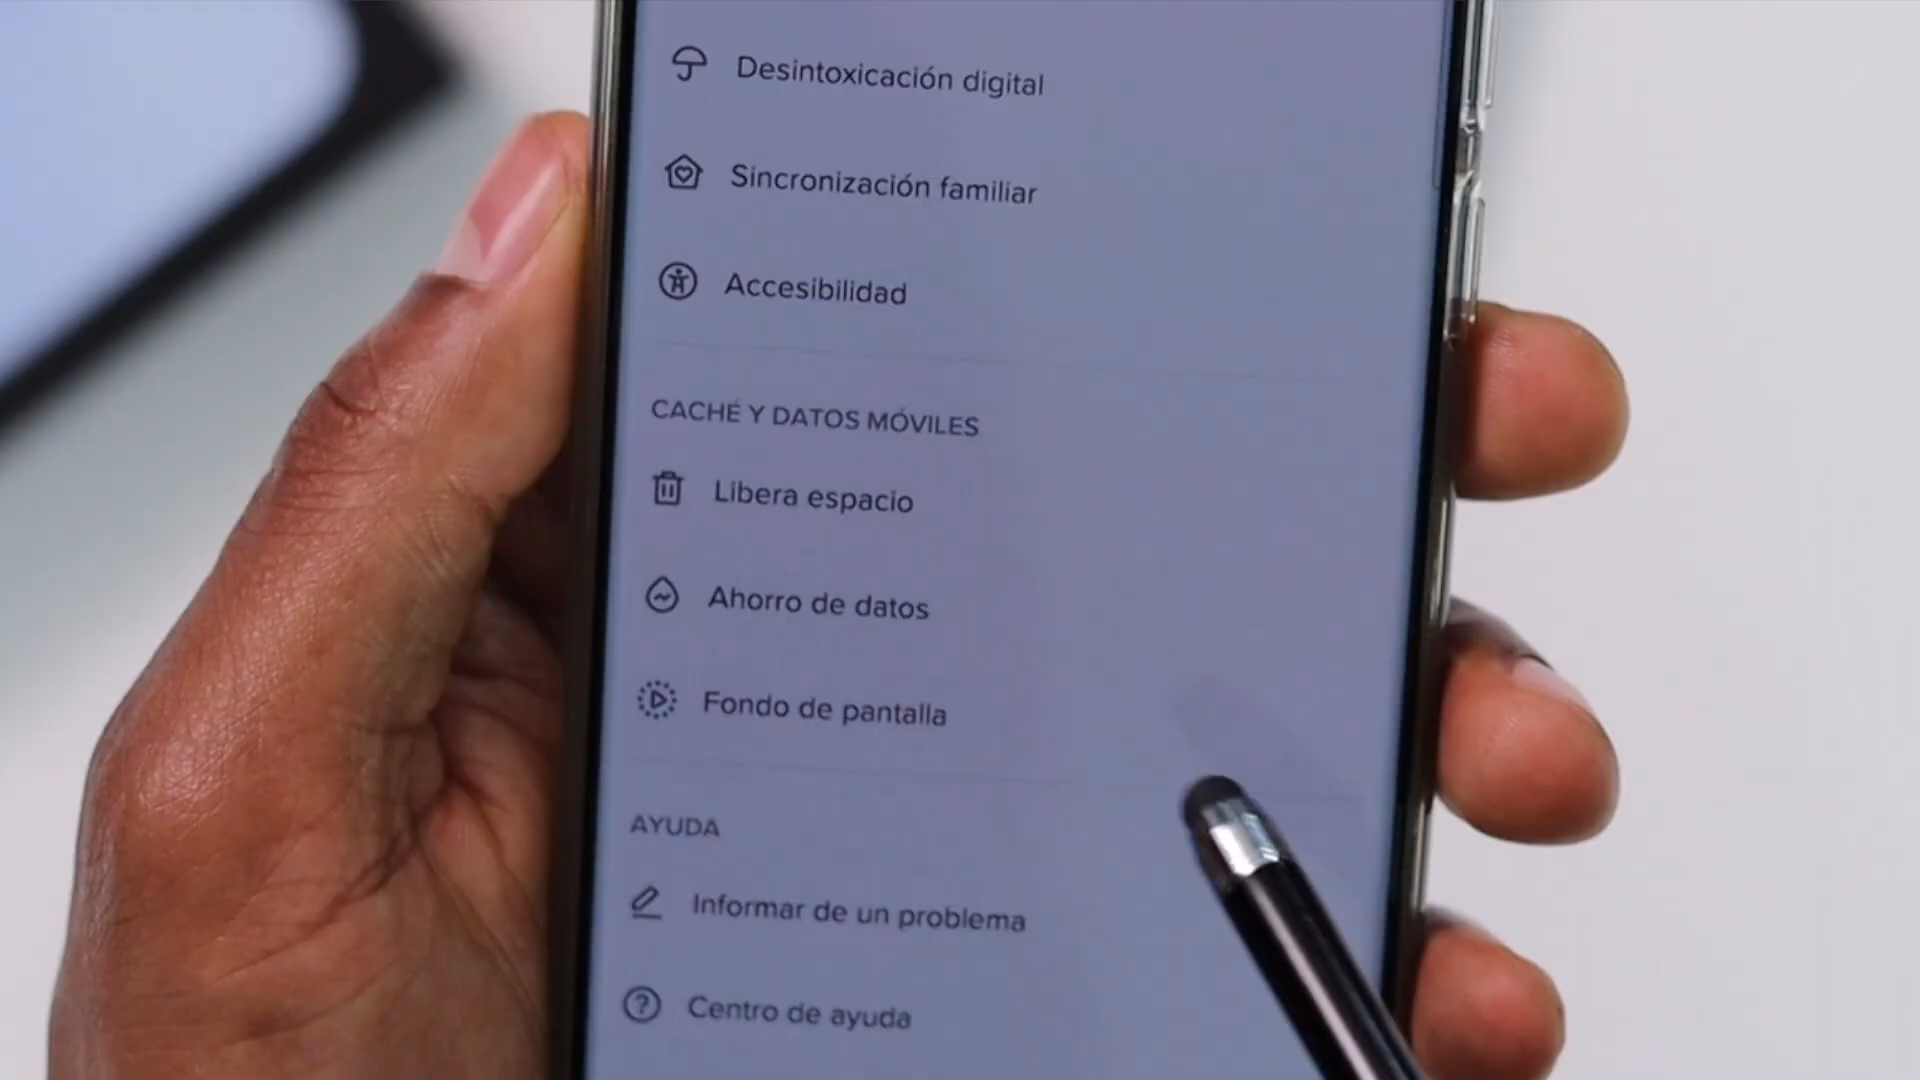 Desintoxicación digital
Sincronización familiar
Accesibilidad
CACHÉ Y DATOS MÓVILES
Libera espacio
Ahorro de datos
Fondo de pantalla
AYUDA
Informar de un problema
Centro de ayuda